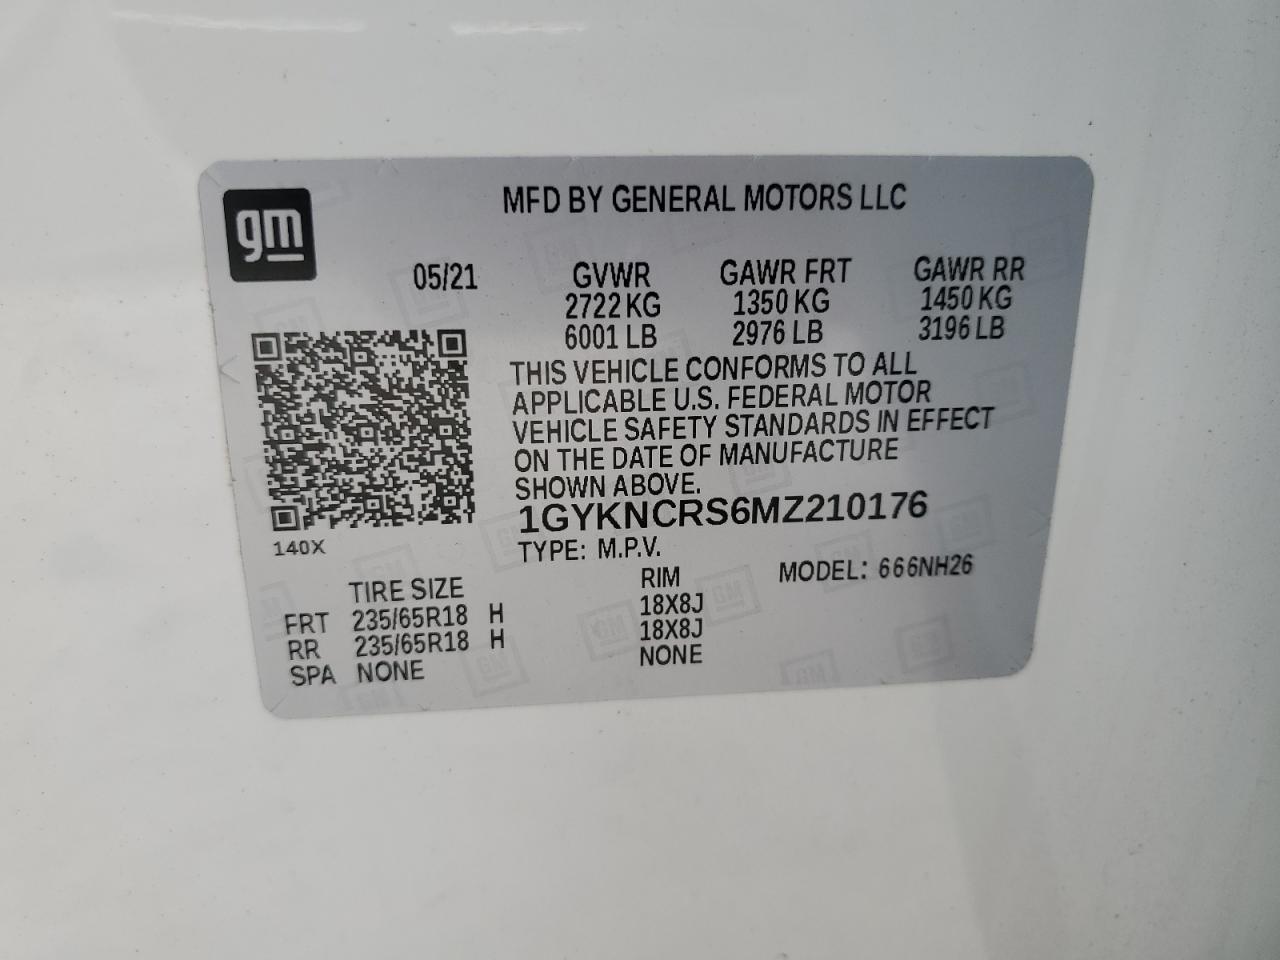 gm
MFD BY GENERAL MOTORS LLC
05/21 GVWR GAWR FRT GAWR RR
2722 KG 1350 KG 1450 KG
6001 LB 2976 LB 3196 LB
THIS VEHICLE CONFORMS TO ALL
APPLICABLE U.S. FEDERAL MOTOR
VEHICLE SAFETY STANDARDS IN EFFECT
ON THE DATE OF MANUFACTURE
SHOWN ABOVE.
1GYKNCRS6MZ210176
140X
TYPE: M.P.V. MODEL: 666NH26
TIRE SIZE RIM
FRT 235/65R18 H 18X8J
RR 235/65R18 H 18X8J
SPA NONE NONE